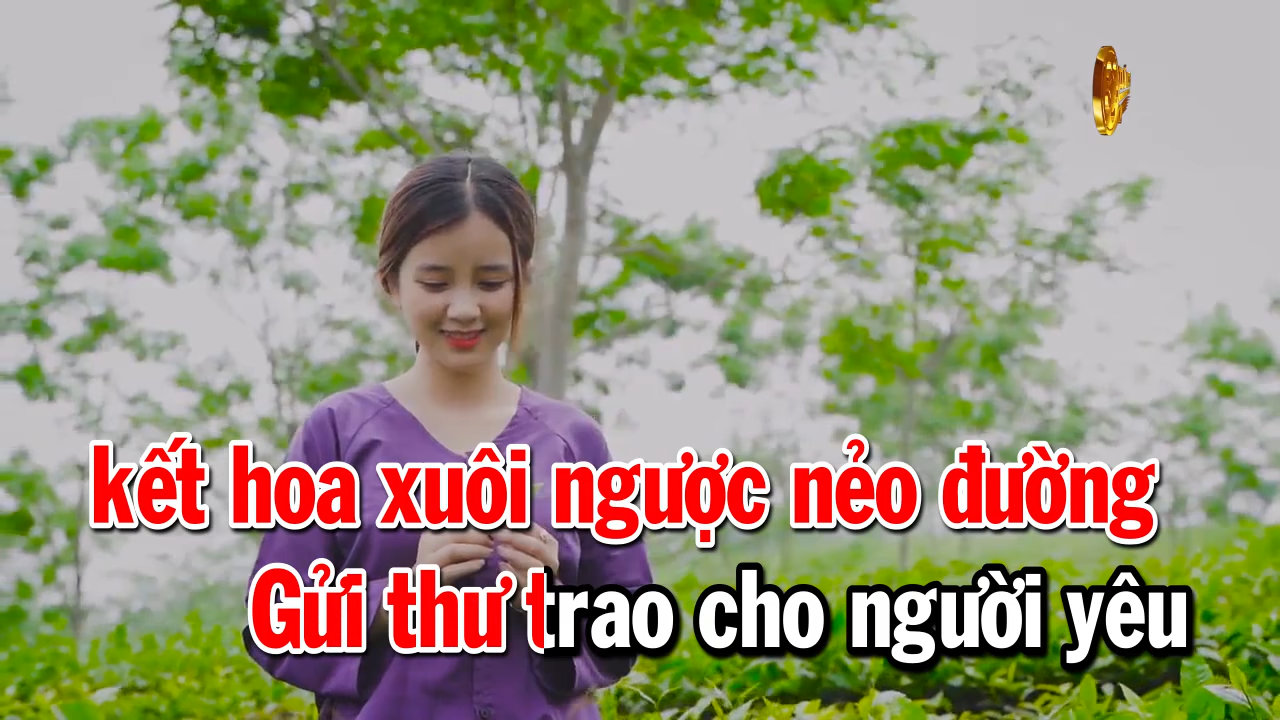 kết hoa xuôi ngược nẻo đường
Gửi thư trao cho người yêu